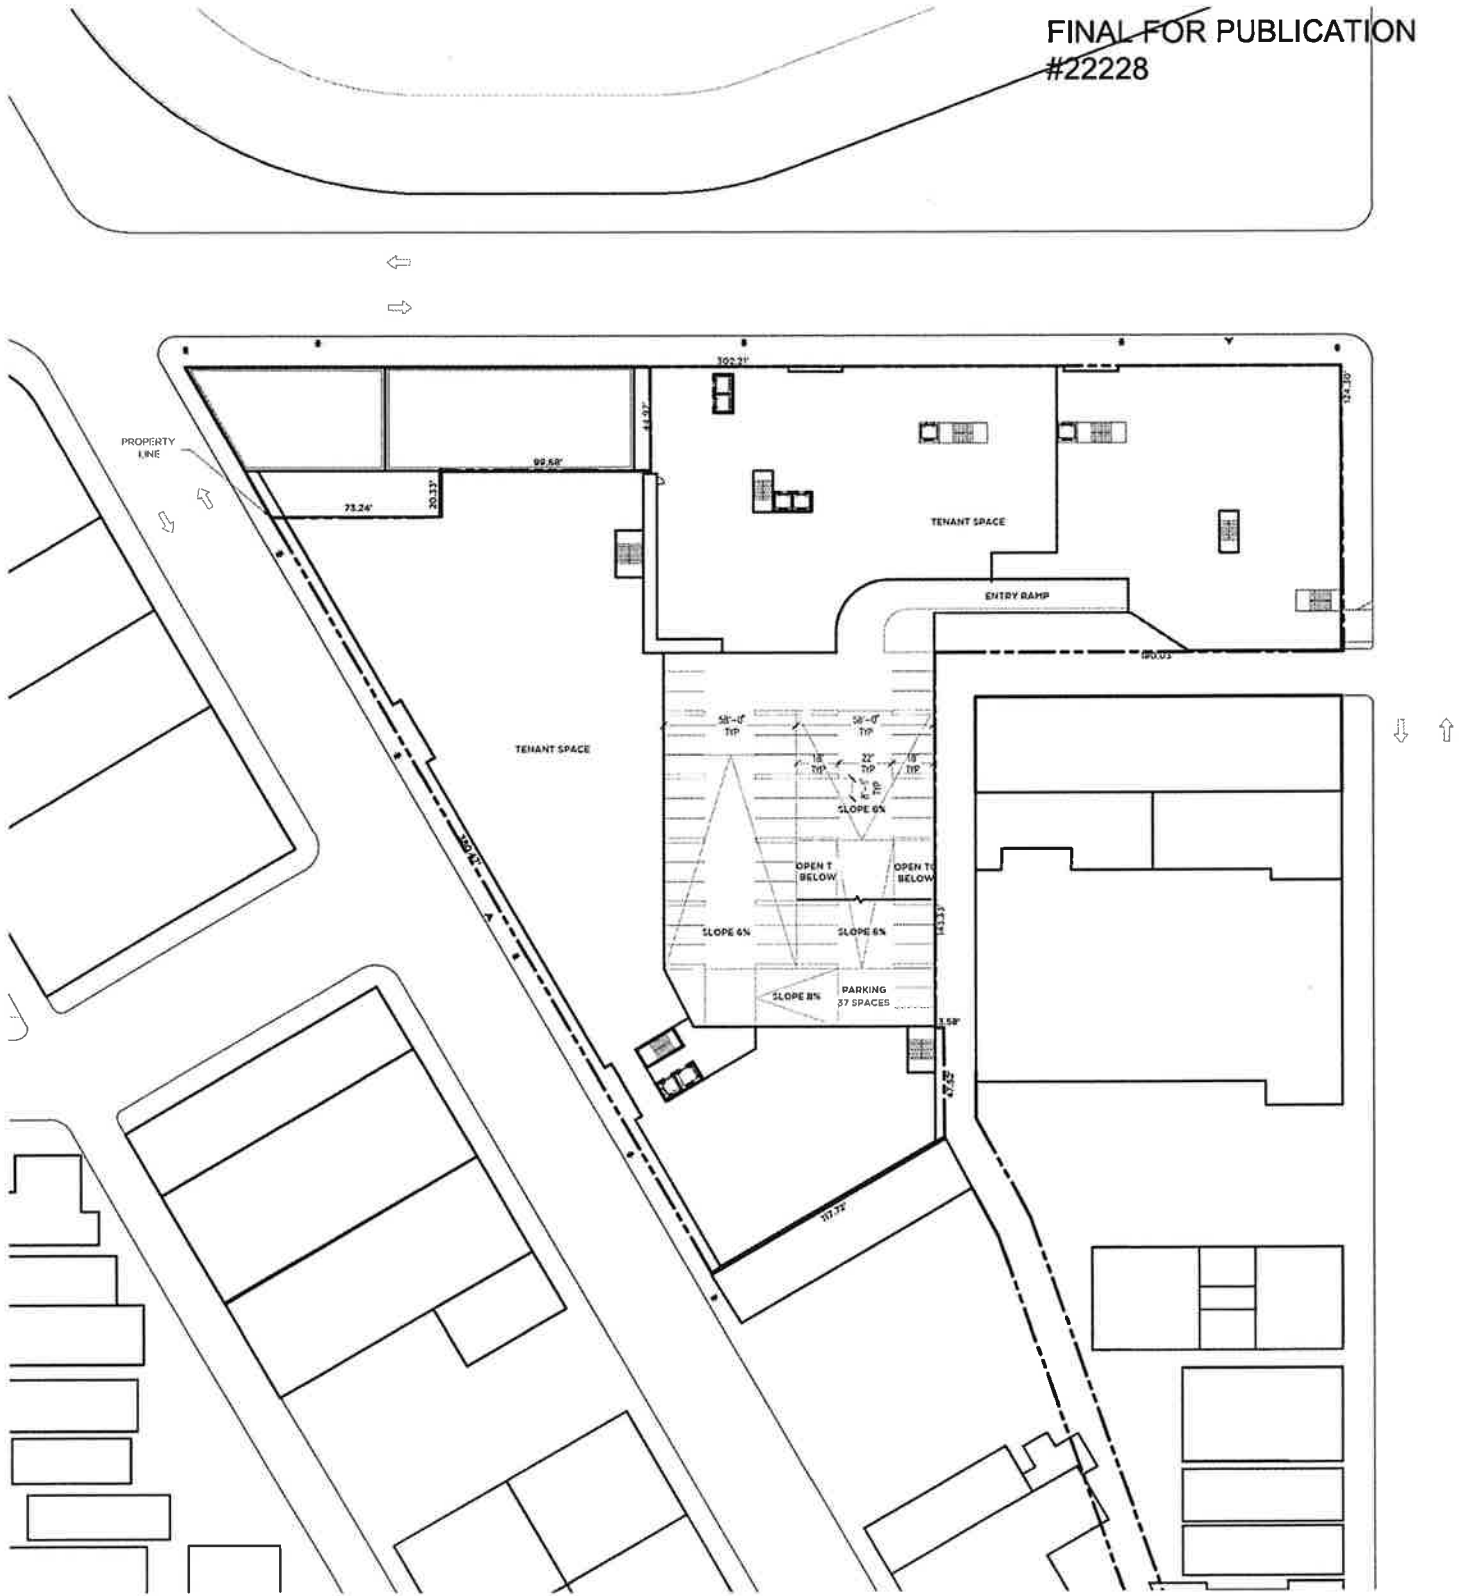 FINAL FOR PUBLICATION
#22228
302.21'
124.30'
44.97'
PROPERTY
LINE
99.68'
20.33'
73.24'
TENANT SPACE
ENTRY RAMP
TENANT SPACE
58'-0"
TYP
58'-0"
TYP
18'
TYP
22'
TYP
18'
TYP
TYP
SLOPE 6%
OPEN T
BELOW
OPEN TO
BELOW
SLOPE 6%
SLOPE 6%
143.33'
SLOPE 8%
PARKING
37 SPACES
3.58'
117.72'